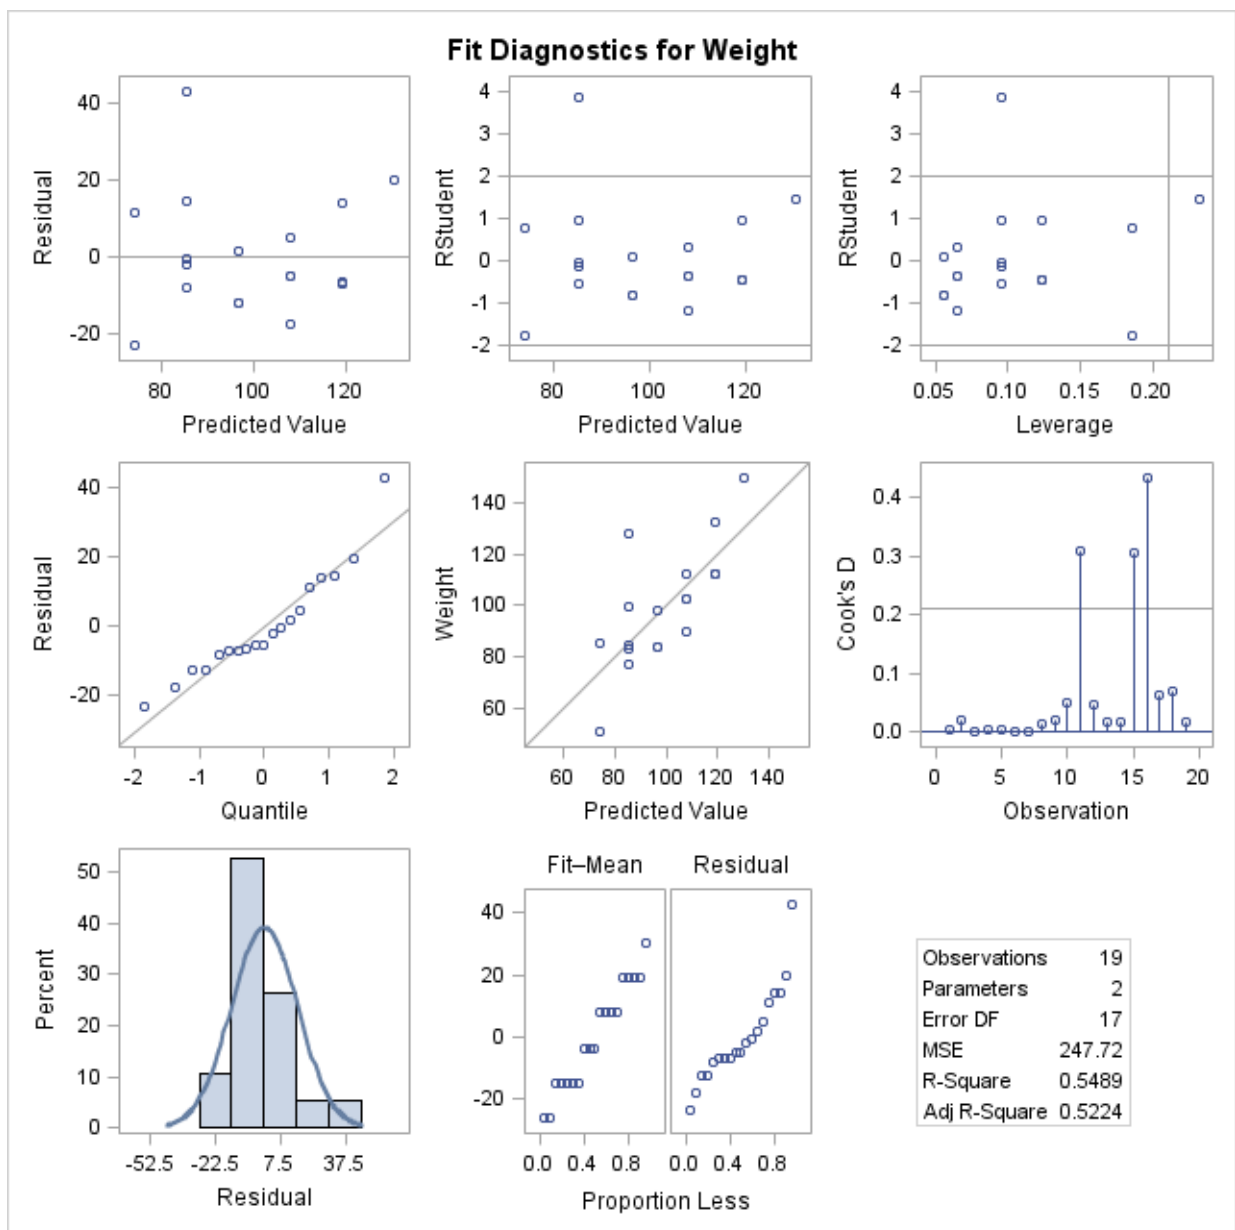 Fit Diagnostics for Weight
Residual
40
20
0
-20
80 100 120
Predicted Value
RStudent
4
3
2
1
0
-1
-2
80 100 120
Predicted Value
RStudent
4
3
2
1
0
-1
-2
0.05 0.10 0.15 0.20
Leverage
Residual
40
20
0
-20
-2 -1 0 1 2
Quantile
Weight
140
120
100
80
60
60 80 100 120 140
Predicted Value
Cook's D
0.4
0.3
0.2
0.1
0.0
0 5 10 15 20
Observation
Percent
50
40
30
20
10
0
-52.5 -22.5 7.5 37.5
Residual
Fit–Mean Residual
40
20
0
-20
0.0 0.4 0.8 0.0 0.4 0.8
Proportion Less
Observations 19
Parameters 2
Error DF 17
MSE 247.72
R-Square 0.5489
Adj R-Square 0.5224